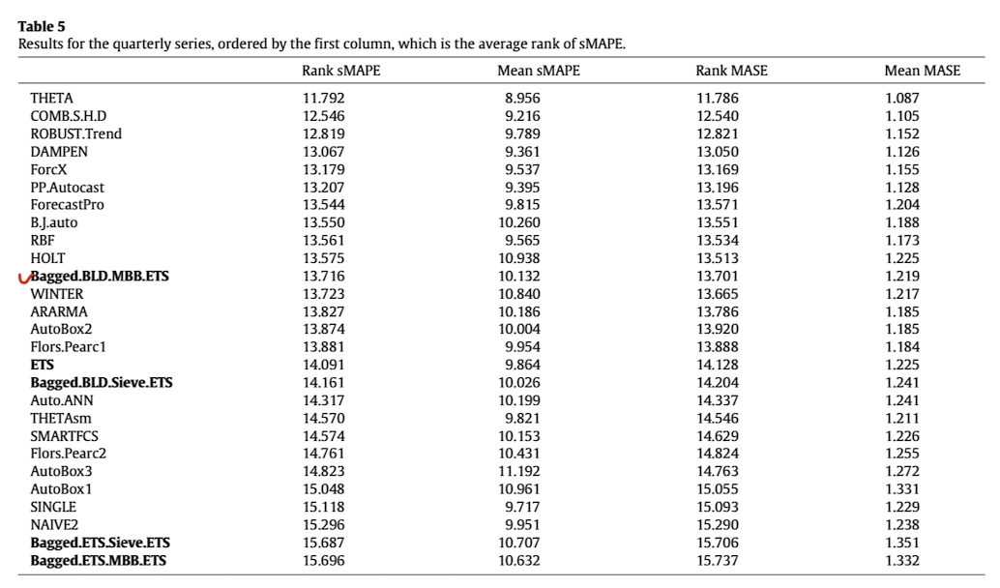 Table 5
Results for the quarterly series, ordered by the first column, which is the average rank of sMAPE.
Rank sMAPE Mean sMAPE Rank MASE Mean MASE
THETA 11.792 8.956 11.786 1.087
COMB.S.H.D 12.546 9.216 12.540 1.105
ROBUST.Trend 12.819 9.789 12.821 1.152
DAMPEN 13.067 9.361 13.050 1.126
ForcX 13.179 9.537 13.169 1.155
PP.Autocast 13.207 9.395 13.196 1.128
ForecastPro 13.544 9.815 13.571 1.204
B.J.auto 13.550 10.260 13.551 1.188
RBF 13.561 9.565 13.534 1.173
HOLT 13.575 10.938 13.513 1.225
Bagged.BLD.MBB.ETS 13.716 10.132 13.701 1.219
WINTER 13.723 10.840 13.665 1.217
ARARMA 13.827 10.186 13.786 1.185
AutoBox2 13.874 10.004 13.920 1.185
Flors.Pearc1 13.881 9.954 13.888 1.184
ETS 14.091 9.864 14.128 1.225
Bagged.BLD.Sieve.ETS 14.161 10.026 14.204 1.241
Auto.ANN 14.317 10.199 14.337 1.241
THETAsm 14.570 9.821 14.546 1.211
SMARTFCS 14.574 10.153 14.629 1.226
Flors.Pearc2 14.761 10.431 14.824 1.255
AutoBox3 14.823 11.192 14.763 1.272
AutoBox1 15.048 10.961 15.055 1.331
SINGLE 15.118 9.717 15.093 1.229
NAIVE2 15.296 9.951 15.290 1.238
Bagged.ETS.Sieve.ETS 15.687 10.707 15.706 1.351
Bagged.ETS.MBB.ETS 15.696 10.632 15.737 1.332